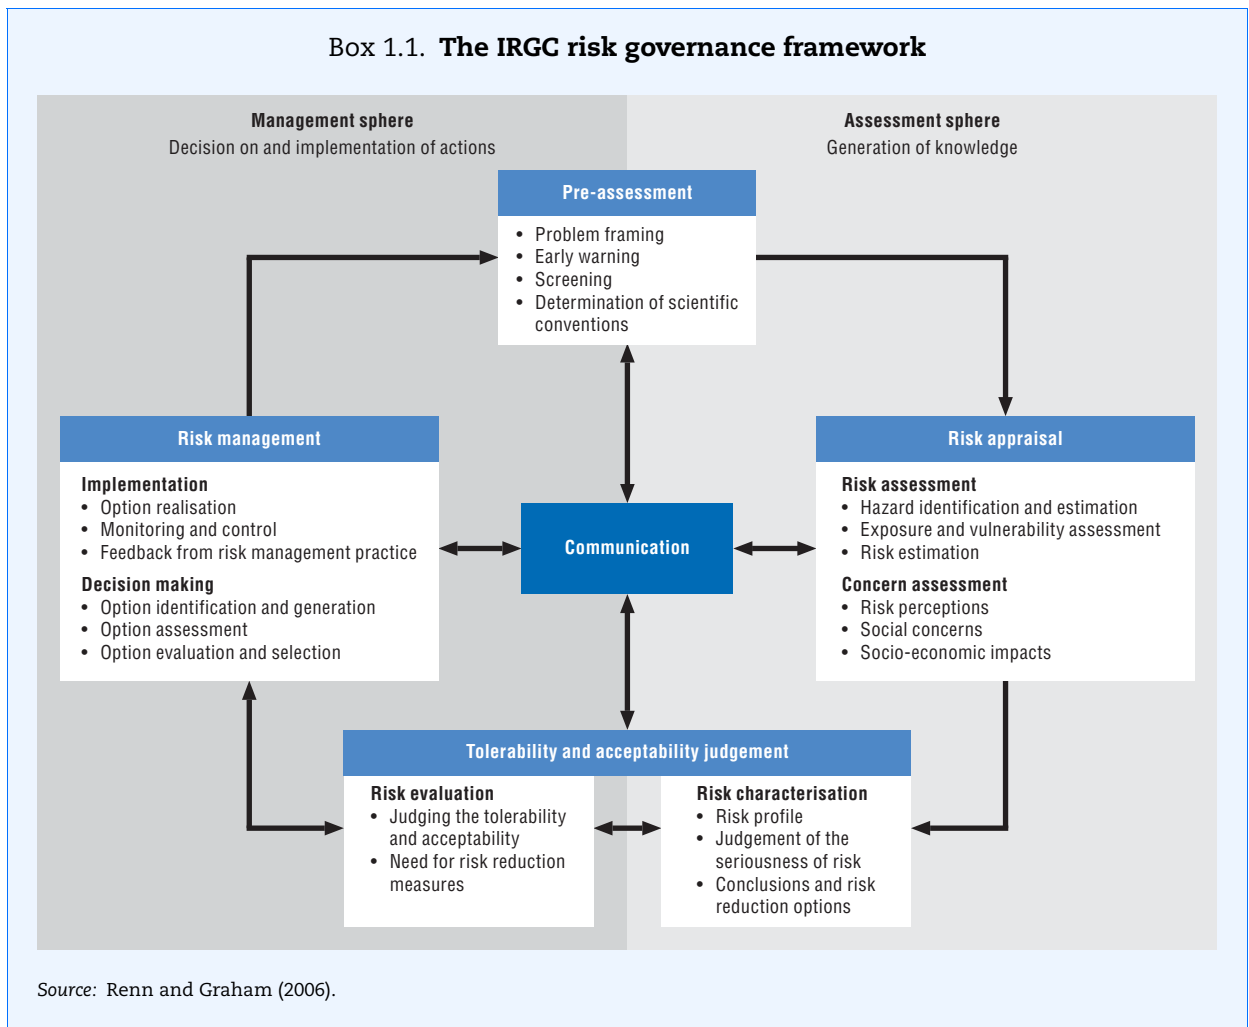 Box 1.1. The IRGC risk governance framework
Management sphere
Decision on and implementation of actions
Assessment sphere
Generation of knowledge
Pre-assessment
• Problem framing
• Early warning
• Screening
• Determination of scientific
conventions
Risk management
Implementation
• Option realisation
• Monitoring and control
• Feedback from risk management practice
Decision making
• Option identification and generation
• Option assessment
• Option evaluation and selection
Communication
Risk appraisal
Risk assessment
• Hazard identification and estimation
• Exposure and vulnerability assessment
• Risk estimation
Concern assessment
• Risk perceptions
• Social concerns
• Socio-economic impacts
Tolerability and acceptability judgement
Risk evaluation
• Judging the tolerability
and acceptability
• Need for risk reduction
measures
Risk characterisation
• Risk profile
• Judgement of the
seriousness of risk
• Conclusions and risk
reduction options
Source: Renn and Graham (2006).